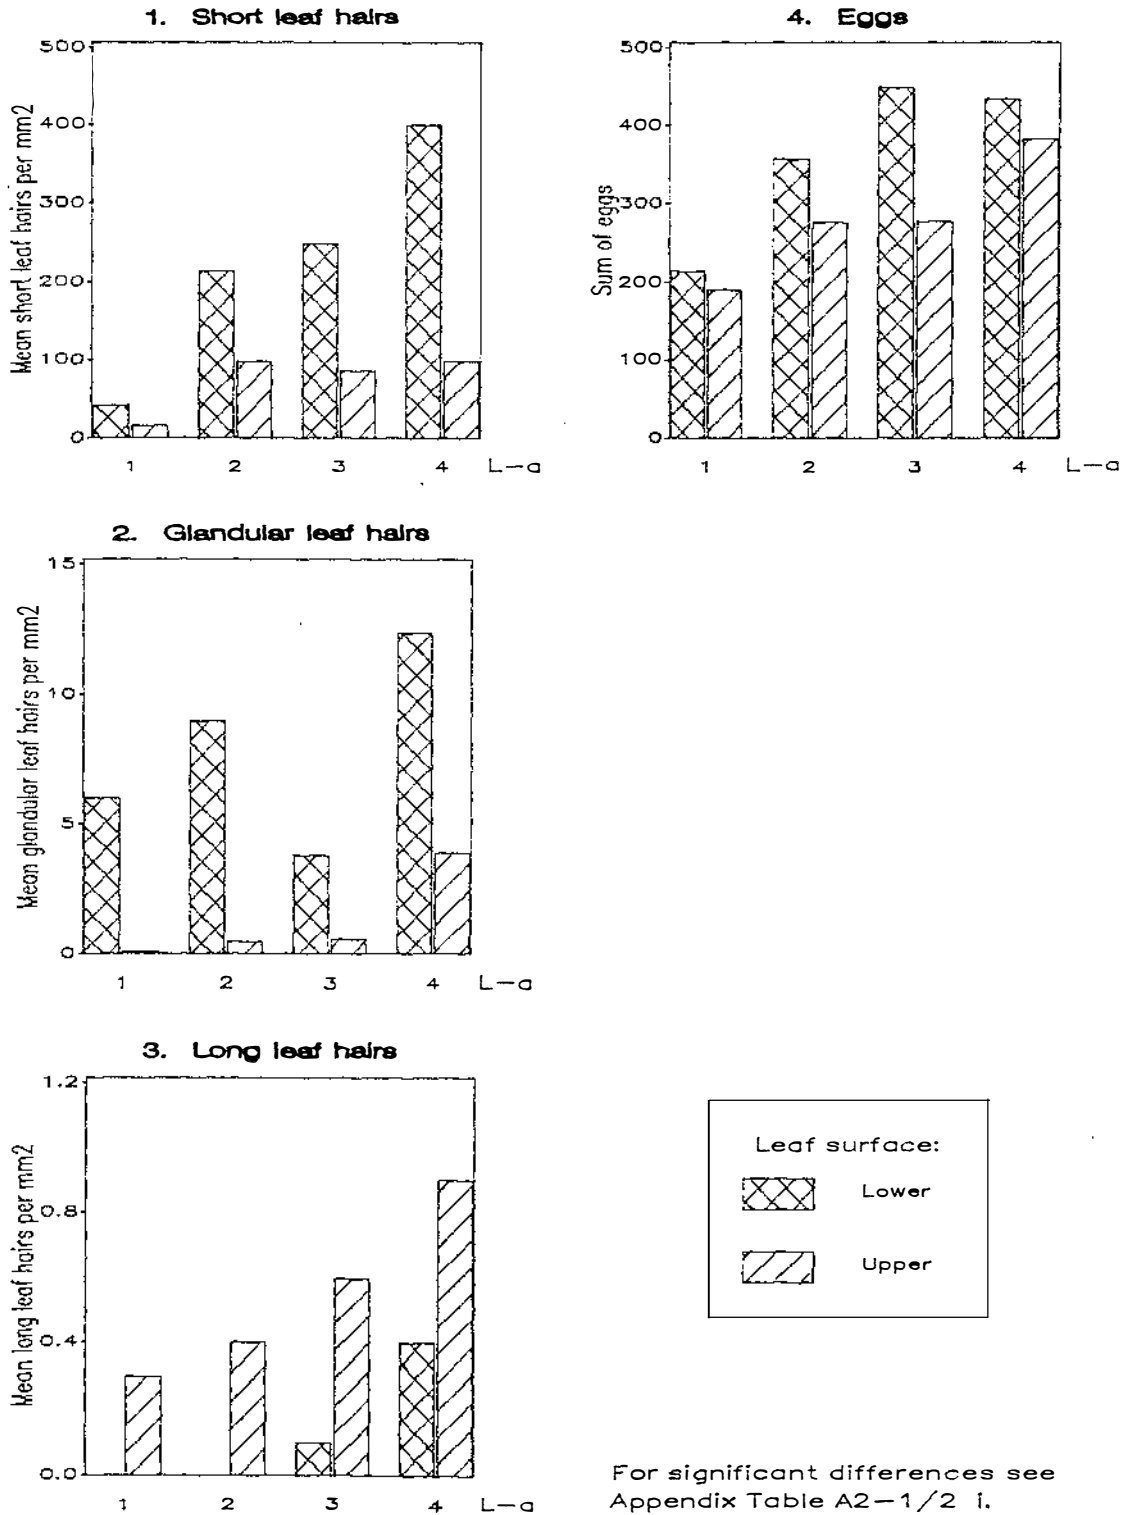 1. Short leaf hairs
Mean short leaf hairs per mm2
500
400
300
200
100
0
1 2 3 4 L-a
4. Eggs
Sum of eggs
500
400
300
200
100
0
1 2 3 4 L-a
2. Glandular leaf hairs
Mean glandular leaf hairs per mm2
15
10
5
0
1 2 3 4 L-a
3. Long leaf hairs
Mean long leaf hairs per mm2
1.2
0.8
0.4
0.0
1 2 3 4 L-a
Leaf surface:
Lower
Upper
For significant differences see
Appendix Table A2-1/2 i.